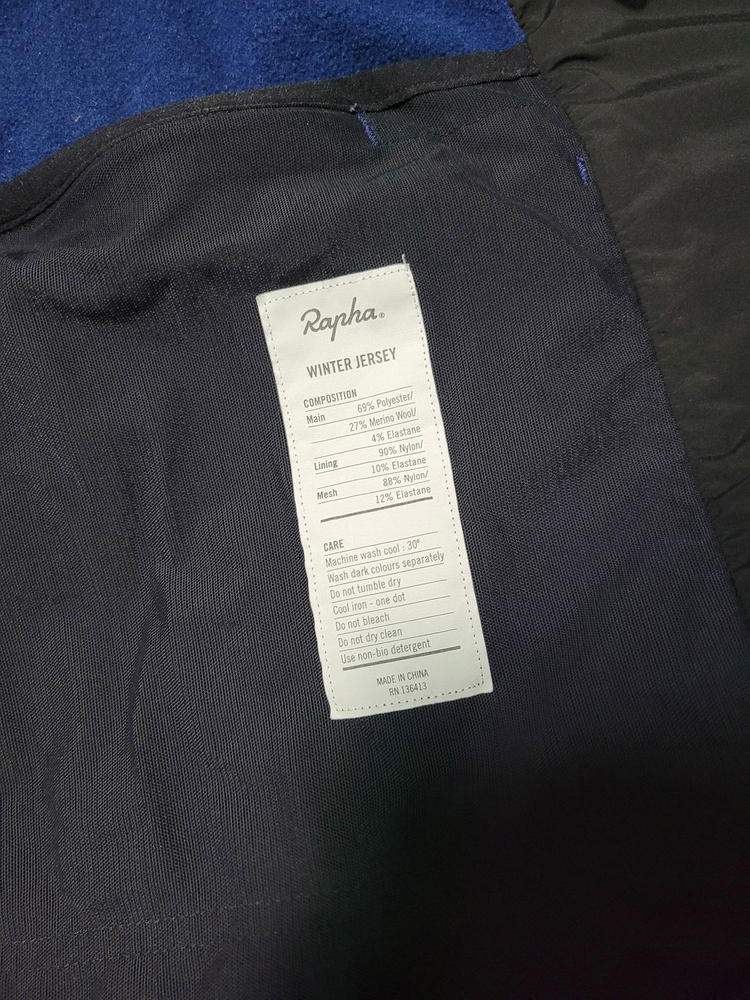 Rapha®
WINTER JERSEY
COMPOSITION
Main 69% Polyester/
27% Merino Wool/
4% Elastane
Lining 90% Nylon/
10% Elastane
Mesh 88% Nylon/
12% Elastane
CARE
Machine wash cool : 30°
Wash dark colours separately
Do not tumble dry
Cool iron - one dot
Do not bleach
Do not dry clean
Use non-bio detergent
MADE IN CHINA
RN 136413